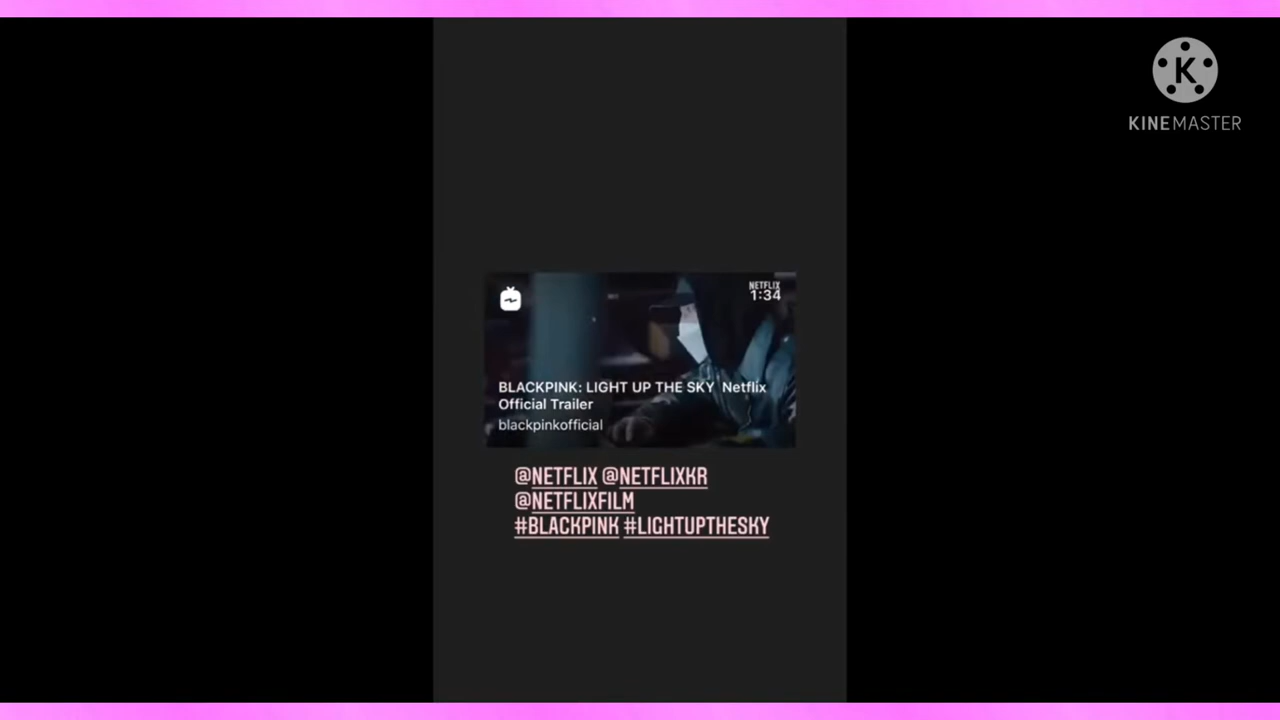 K
KINEMASTER
NETFLIX
1:34
BLACKPINK: LIGHT UP THE SKY Netflix
Official Trailer
blackpinkofficial
@NETFLIX @NETFLIXKR
@NETFLIXFILM
#BLACKPINK #LIGHTUPTHESKY